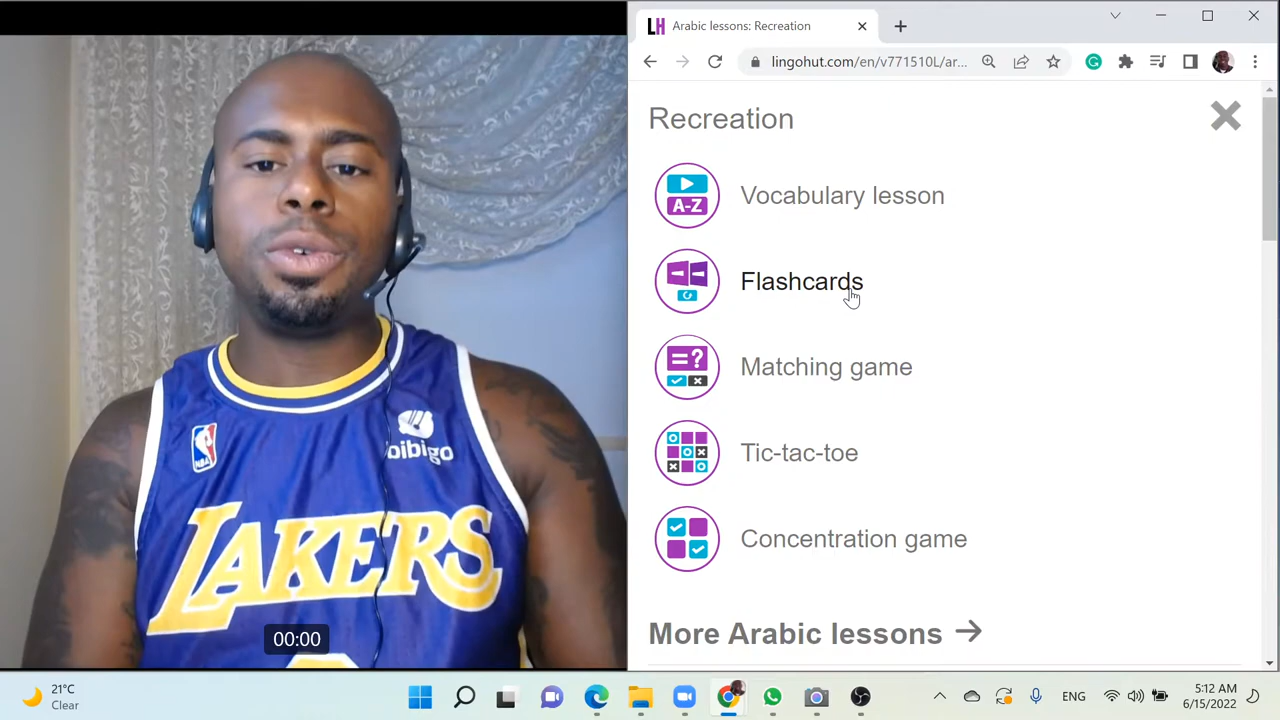 NBA
bibigo
LAKERS
00:00
LH Arabic lessons: Recreation
lingohut.com/en/v771510L/ar...
Recreation
A-Z Vocabulary lesson
Flashcards
=? Matching game
Tic-tac-toe
Concentration game
More Arabic lessons →
21°C
Clear
ENG
5:12 AM
6/15/2022